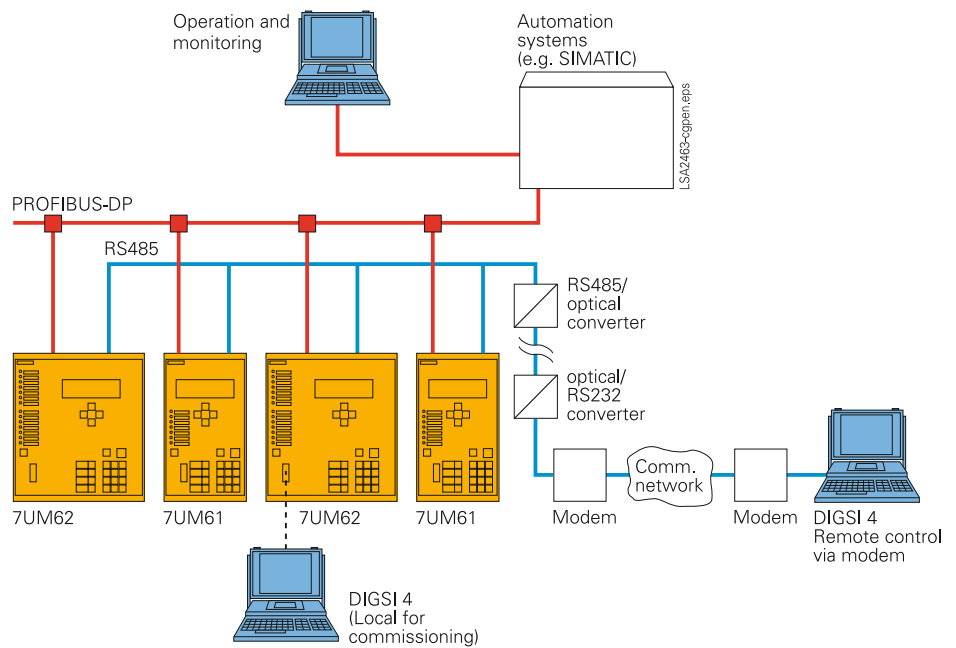 Operation and
monitoring
Automation
systems
(e.g. SIMATIC)
LSA2463-cgpen.eps
PROFIBUS-DP
RS485
RS485/
optical
converter
optical/
RS232
converter
7UM62
7UM61
7UM62
7UM61
Modem
Comm.
network
Modem
DIGSI 4
Remote control
via modem
DIGSI 4
(Local for
commissioning)